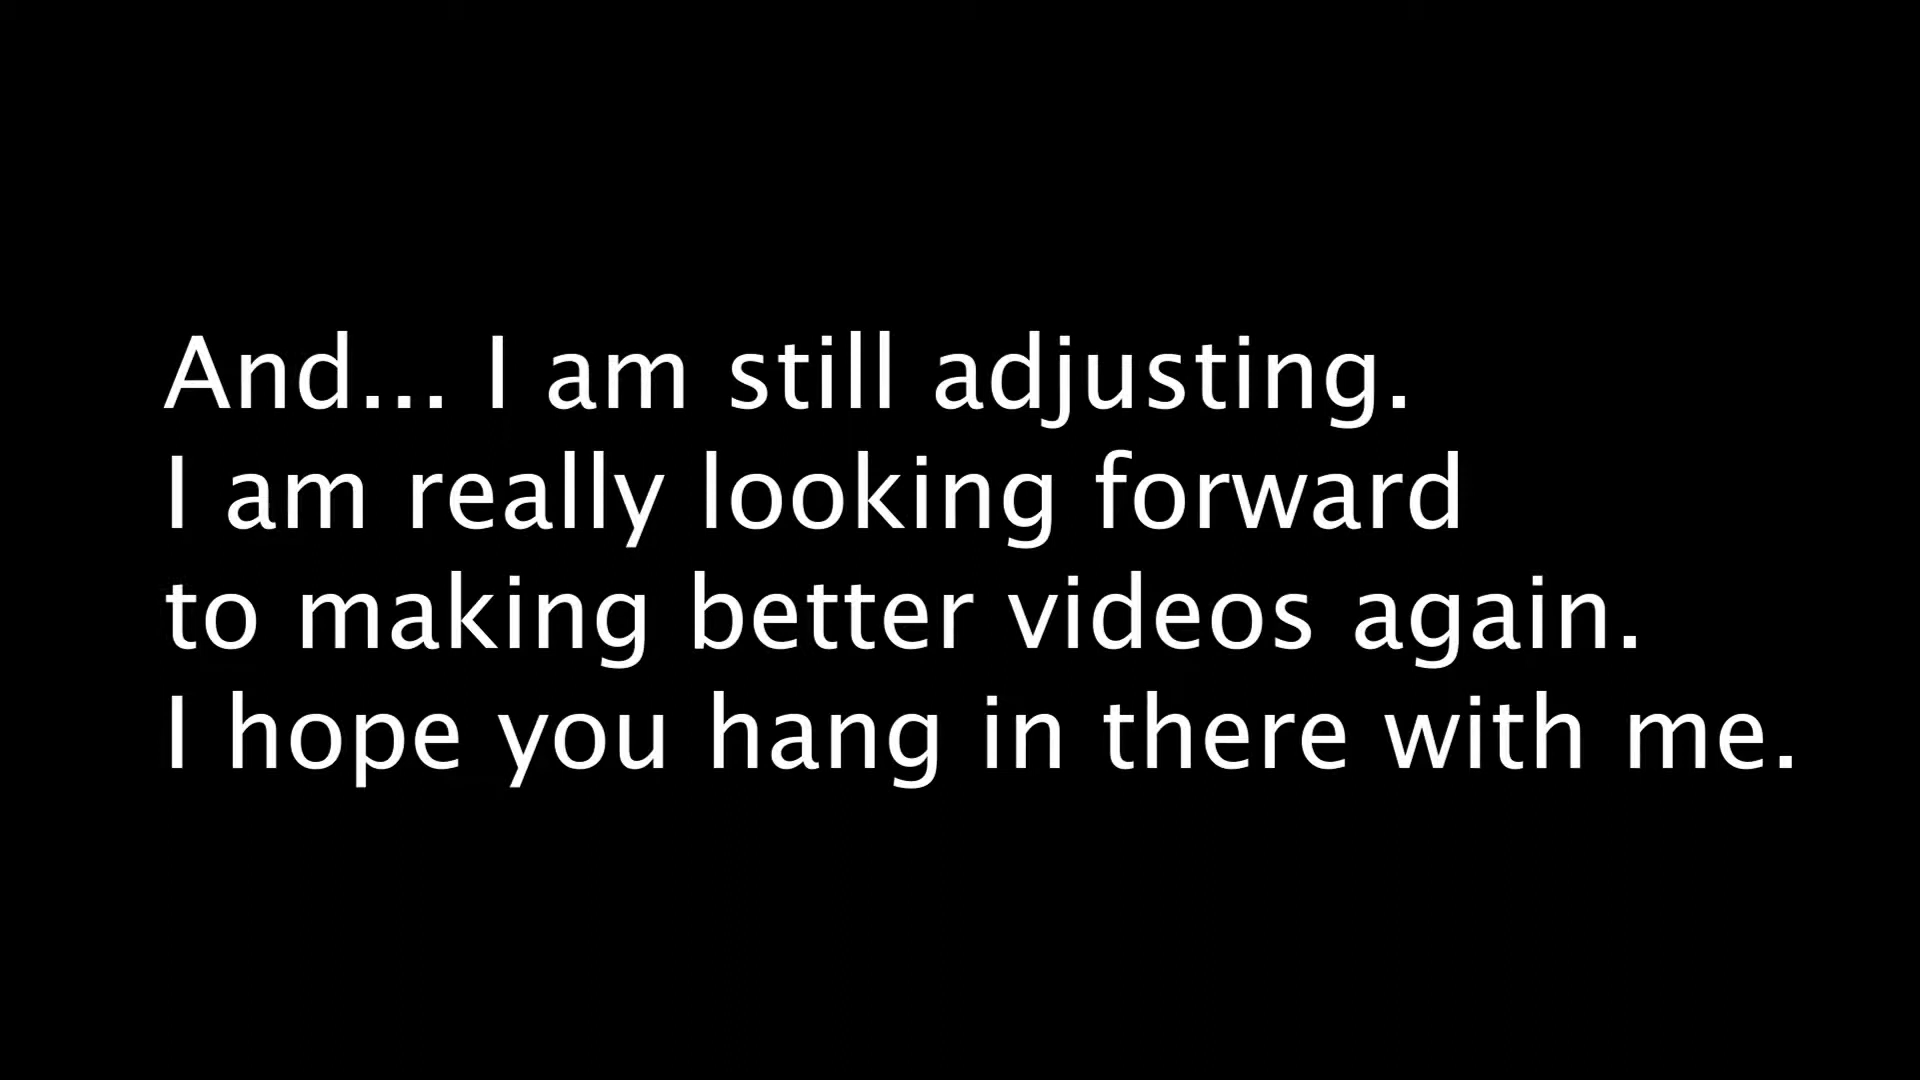 And... I am still adjusting.
I am really looking forward
to making better videos again.
I hope you hang in there with me.